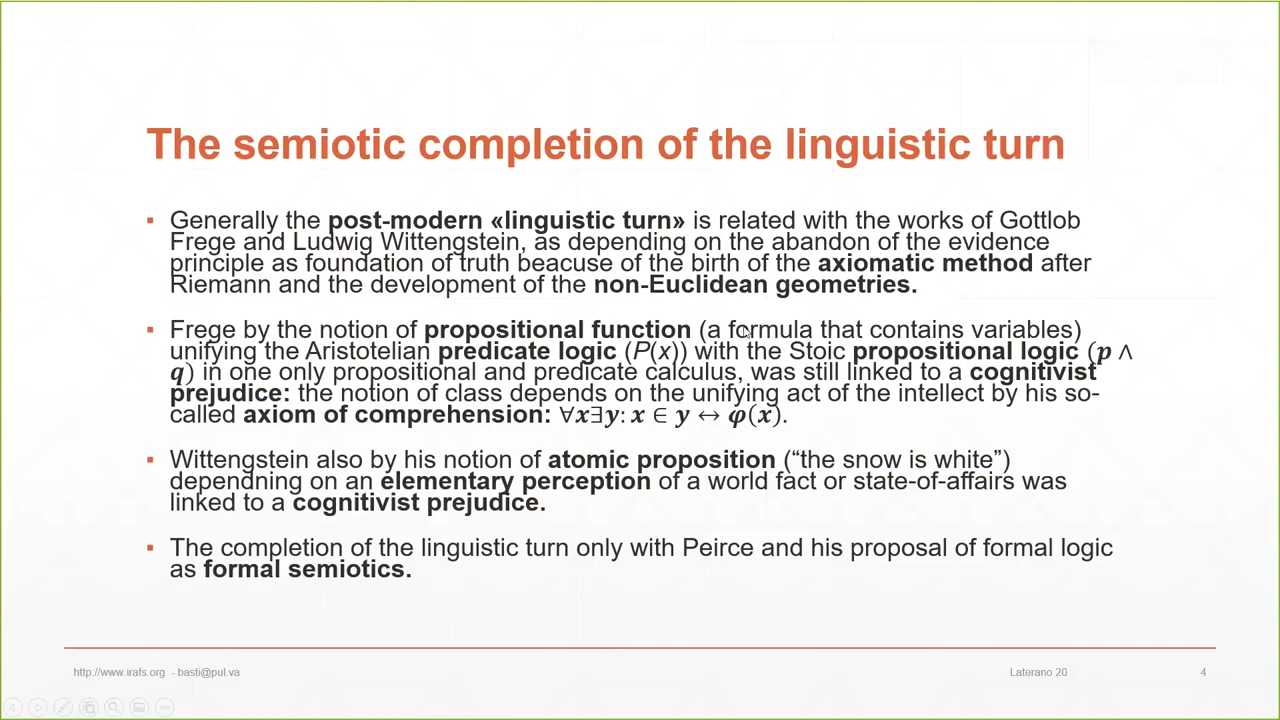 The semiotic completion of the linguistic turn
▪ Generally the post-modern «linguistic turn» is related with the works of Gottlob
Frege and Ludwig Wittengstein, as depending on the abandon of the evidence
principle as foundation of truth beacuse of the birth of the axiomatic method after
Riemann and the development of the non-Euclidean geometries.
▪ Frege by the notion of propositional function (a formula that contains variables)
unifying the Aristotelian predicate logic (P(x)) with the Stoic propositional logic (𝒑 ∧
𝒒) in one only propositional and predicate calculus, was still linked to a cognitivist
prejudice: the notion of class depends on the unifying act of the intellect by his so-
called axiom of comprehension: ∀𝒙∃𝒚: 𝒙 ∈ 𝒚 ↔ 𝝋(𝒙).
▪ Wittengstein also by his notion of atomic proposition (“the snow is white”)
dependning on an elementary perception of a world fact or state-of-affairs was
linked to a cognitivist prejudice.
▪ The completion of the linguistic turn only with Peirce and his proposal of formal logic
as formal semiotics.
http://www.irafs.org - basti@pul.va
Laterano 20
4